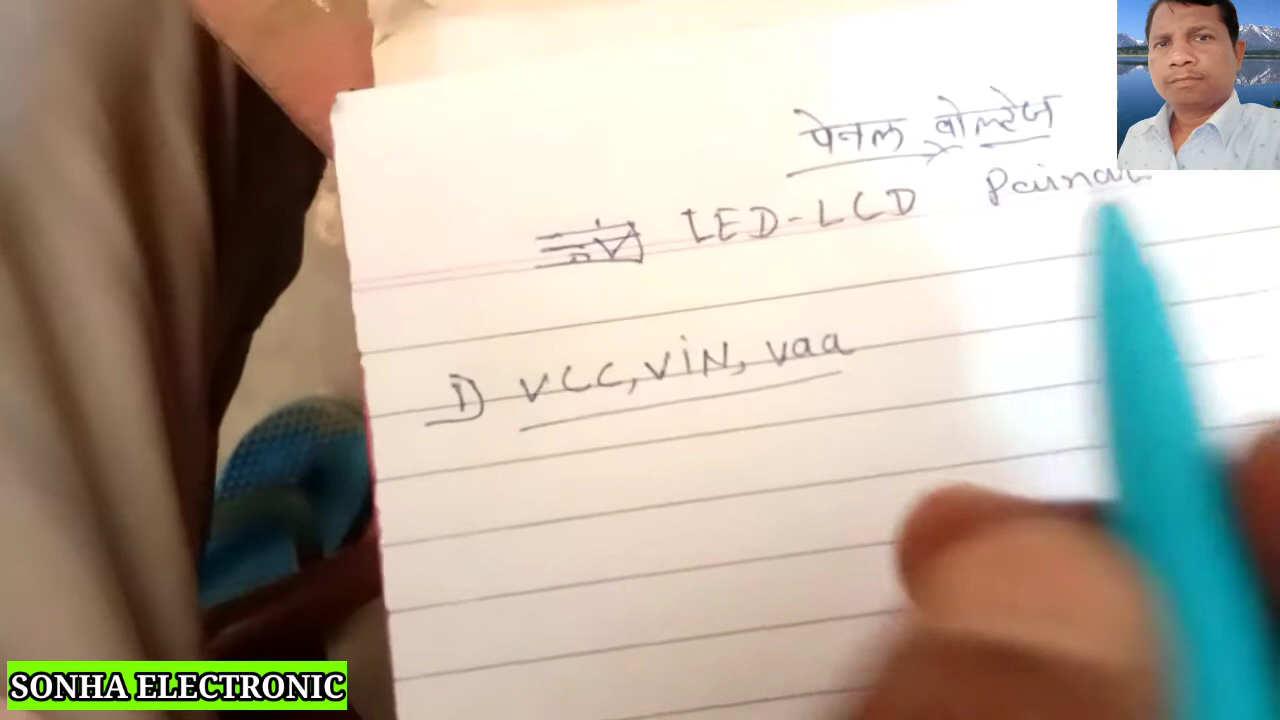 पेनल वोल्टेज
LED-LCD
1) VCC, VIN, Vaa
SONHA ELECTRONIC